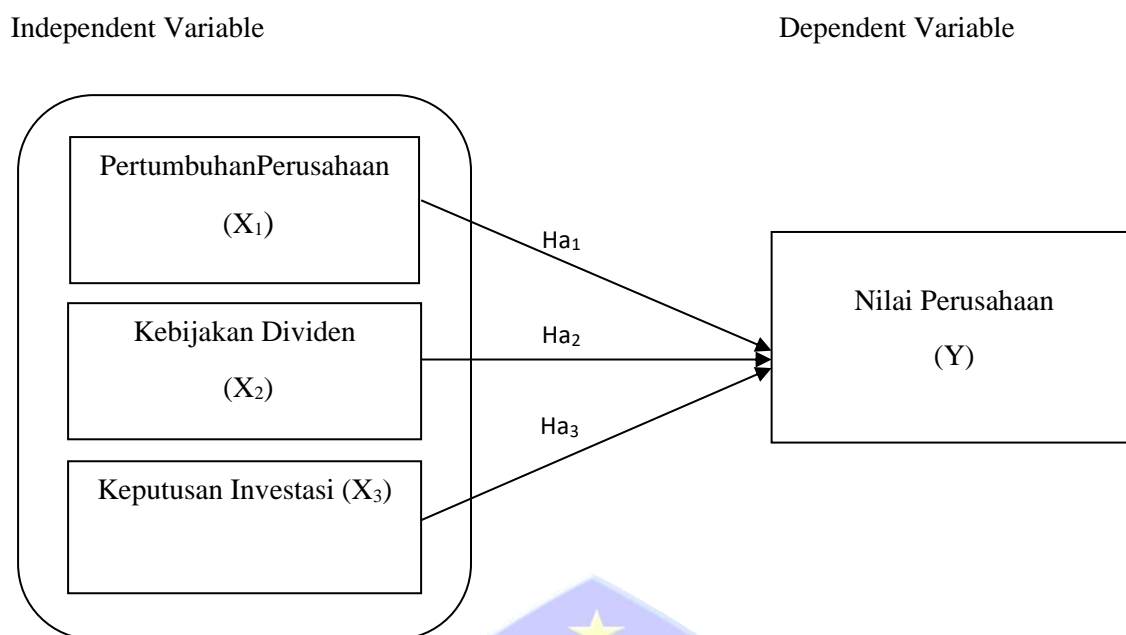 Independent Variable
Dependent Variable
PertumbuhanPerusahaan
(X₁)
Ha₁
Kebijakan Dividen
(X₂)
Ha₂
Nilai Perusahaan
(Y)
Keputusan Investasi (X₃)
Ha₃